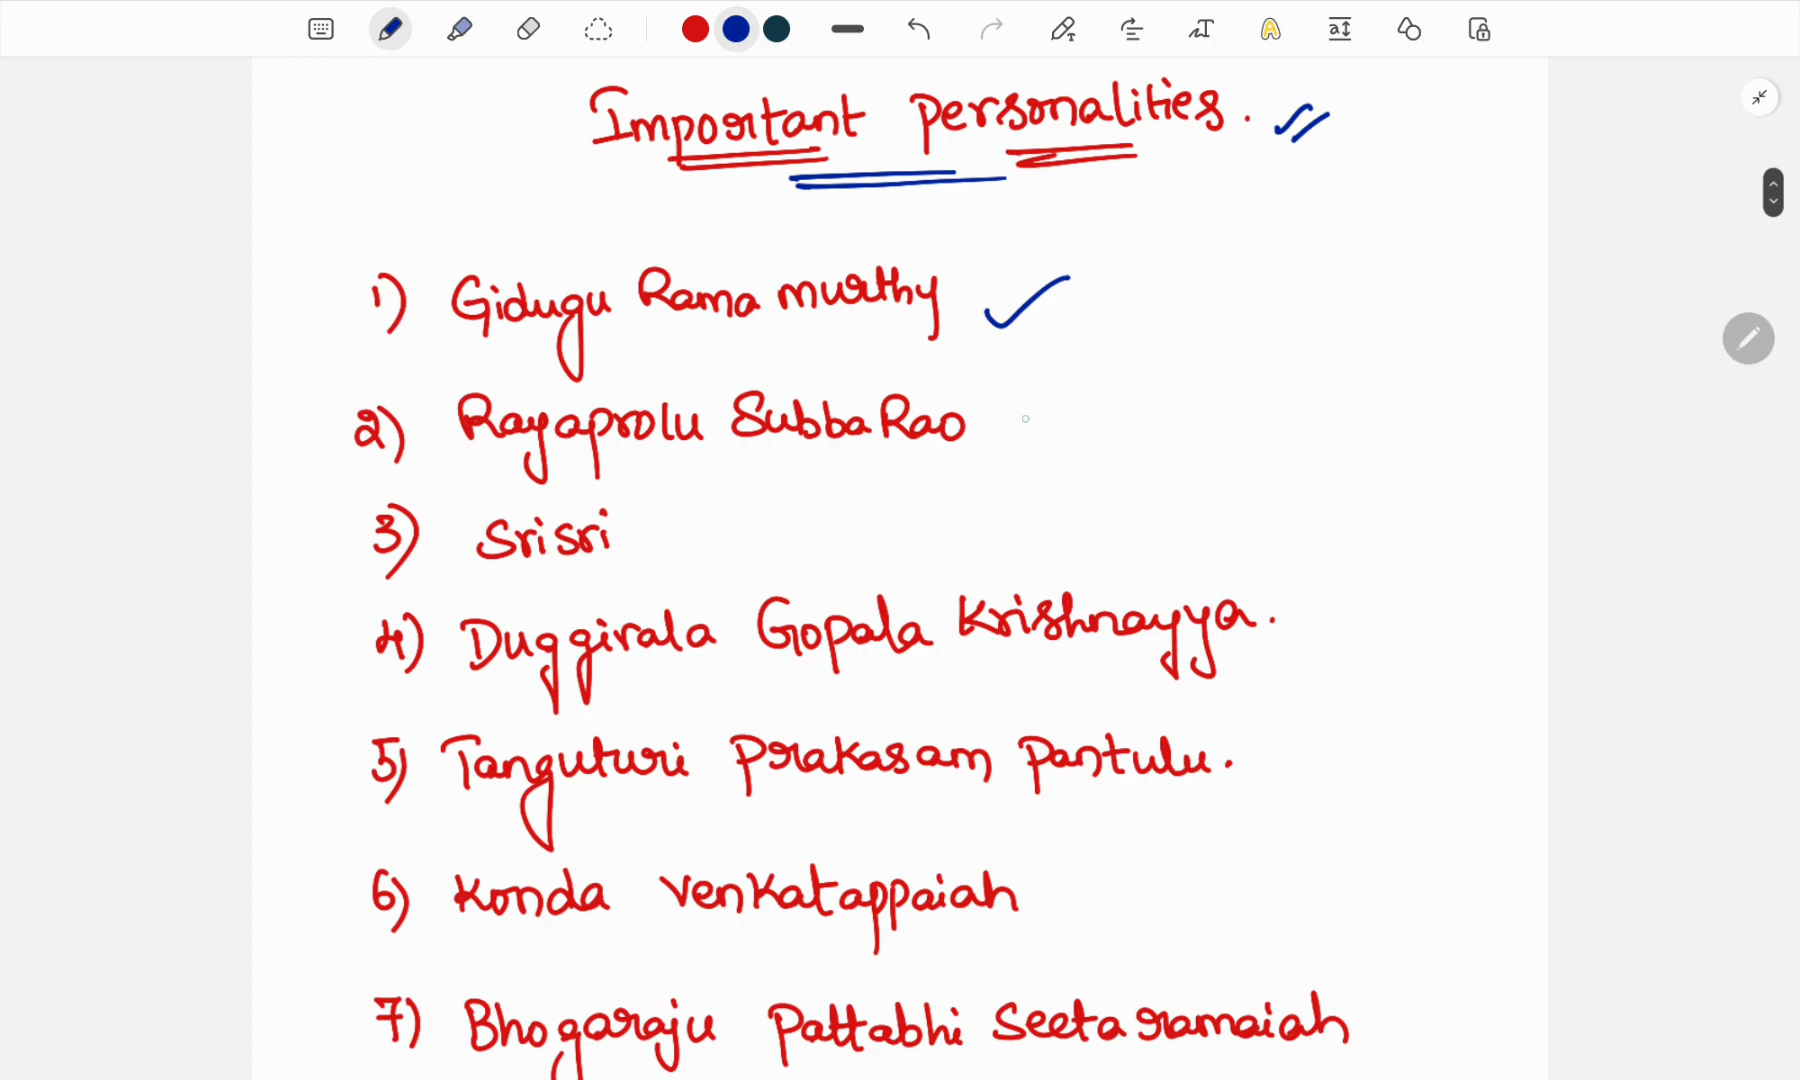 Important personalities.
1) Gidugu Rama murthy
2) Rayaprolu Subba Rao
3) Srisri
4) Duggirala Gopala Krishnayya.
5) Tanguturi Prakasam Pantulu.
6) Konda Venkatappaiah
7) Bhogaraju Pattabhi Seetaramaiah